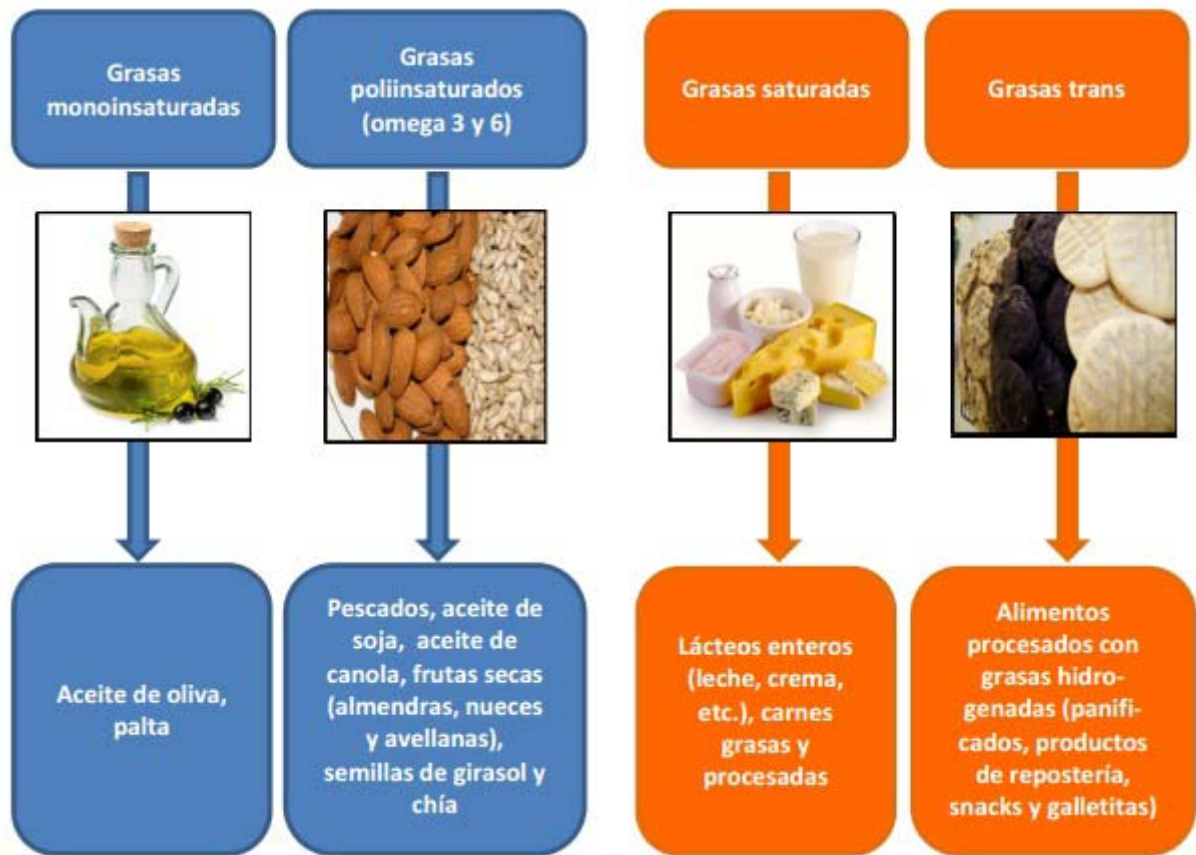 Grasas
monoinsaturadas
Grasas
poliinsaturados
(omega 3 y 6)
Grasas saturadas
Grasas trans
Aceite de oliva,
palta
Pescados, aceite de
soja, aceite de
canola, frutas secas
(almendras, nueces
y avellanas),
semillas de girasol y
chía
Lácteos enteros
(leche, crema,
etc.), carnes
grasas y
procesadas
Alimentos
procesados con
grasas hidro-
genadas (panifi-
cados, productos
de repostería,
snacks y galletitas)